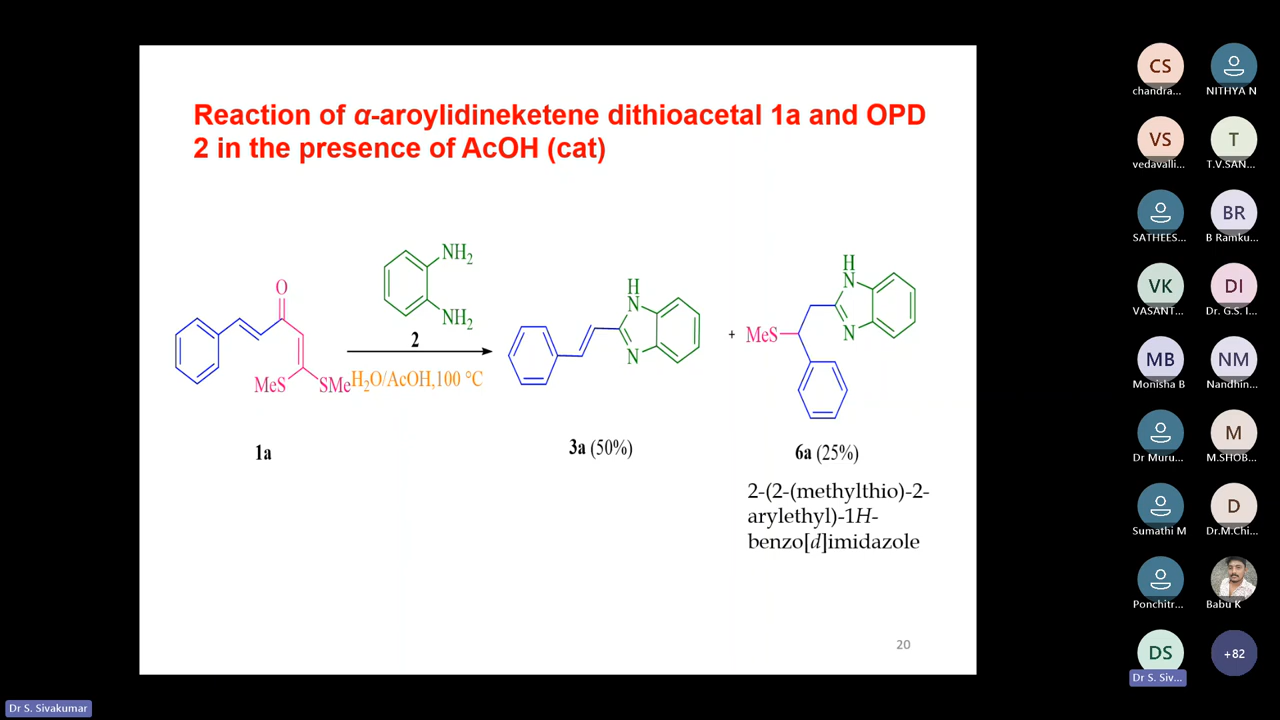 Reaction of α-aroylidineketene dithioacetal 1a and OPD
2 in the presence of AcOH (cat)
O
MeS
SMe
1a
NH2
NH2
2
H2O/AcOH,100 °C
H
N
N
3a (50%)
+
MeS
H
N
N
6a (25%)
2-(2-(methylthio)-2-
arylethyl)-1H-
benzo[d]imidazole
20
CS
chandra...
NITHYA N
VS
vedavalli...
T
T.V.SAN...
SATHEES...
BR
B Ramku...
VK
VASANT...
DI
Dr. G.S. I...
MB
Monisha B
NM
Nandhin...
Dr Muru...
M
M.SHOB...
Sumathi M
D
Dr.M.Chi...
Ponchitr...
Babu K
DS
Dr S. Siv...
+82
Dr S. Sivakumar